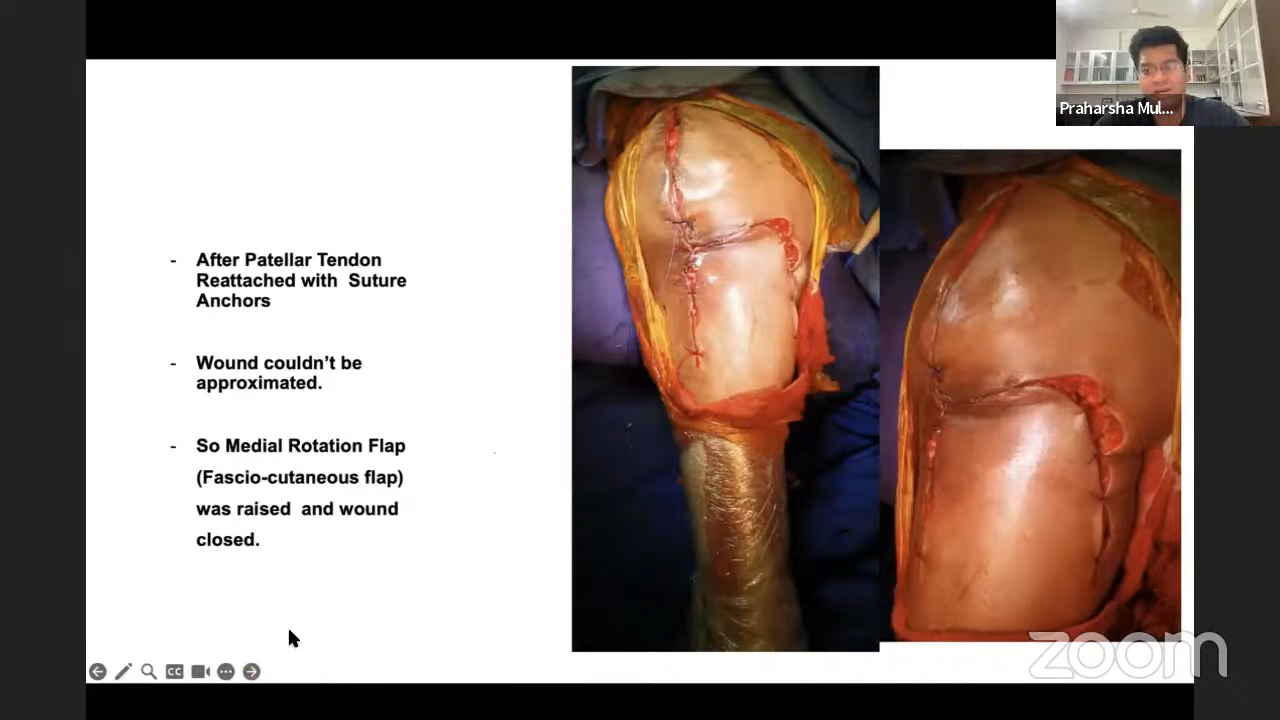 Praharsha Mul...
- After Patellar Tendon
Reattached with Suture
Anchors
- Wound couldn’t be
approximated.
- So Medial Rotation Flap
(Fascio-cutaneous flap)
was raised and wound
closed.
CC
zoom